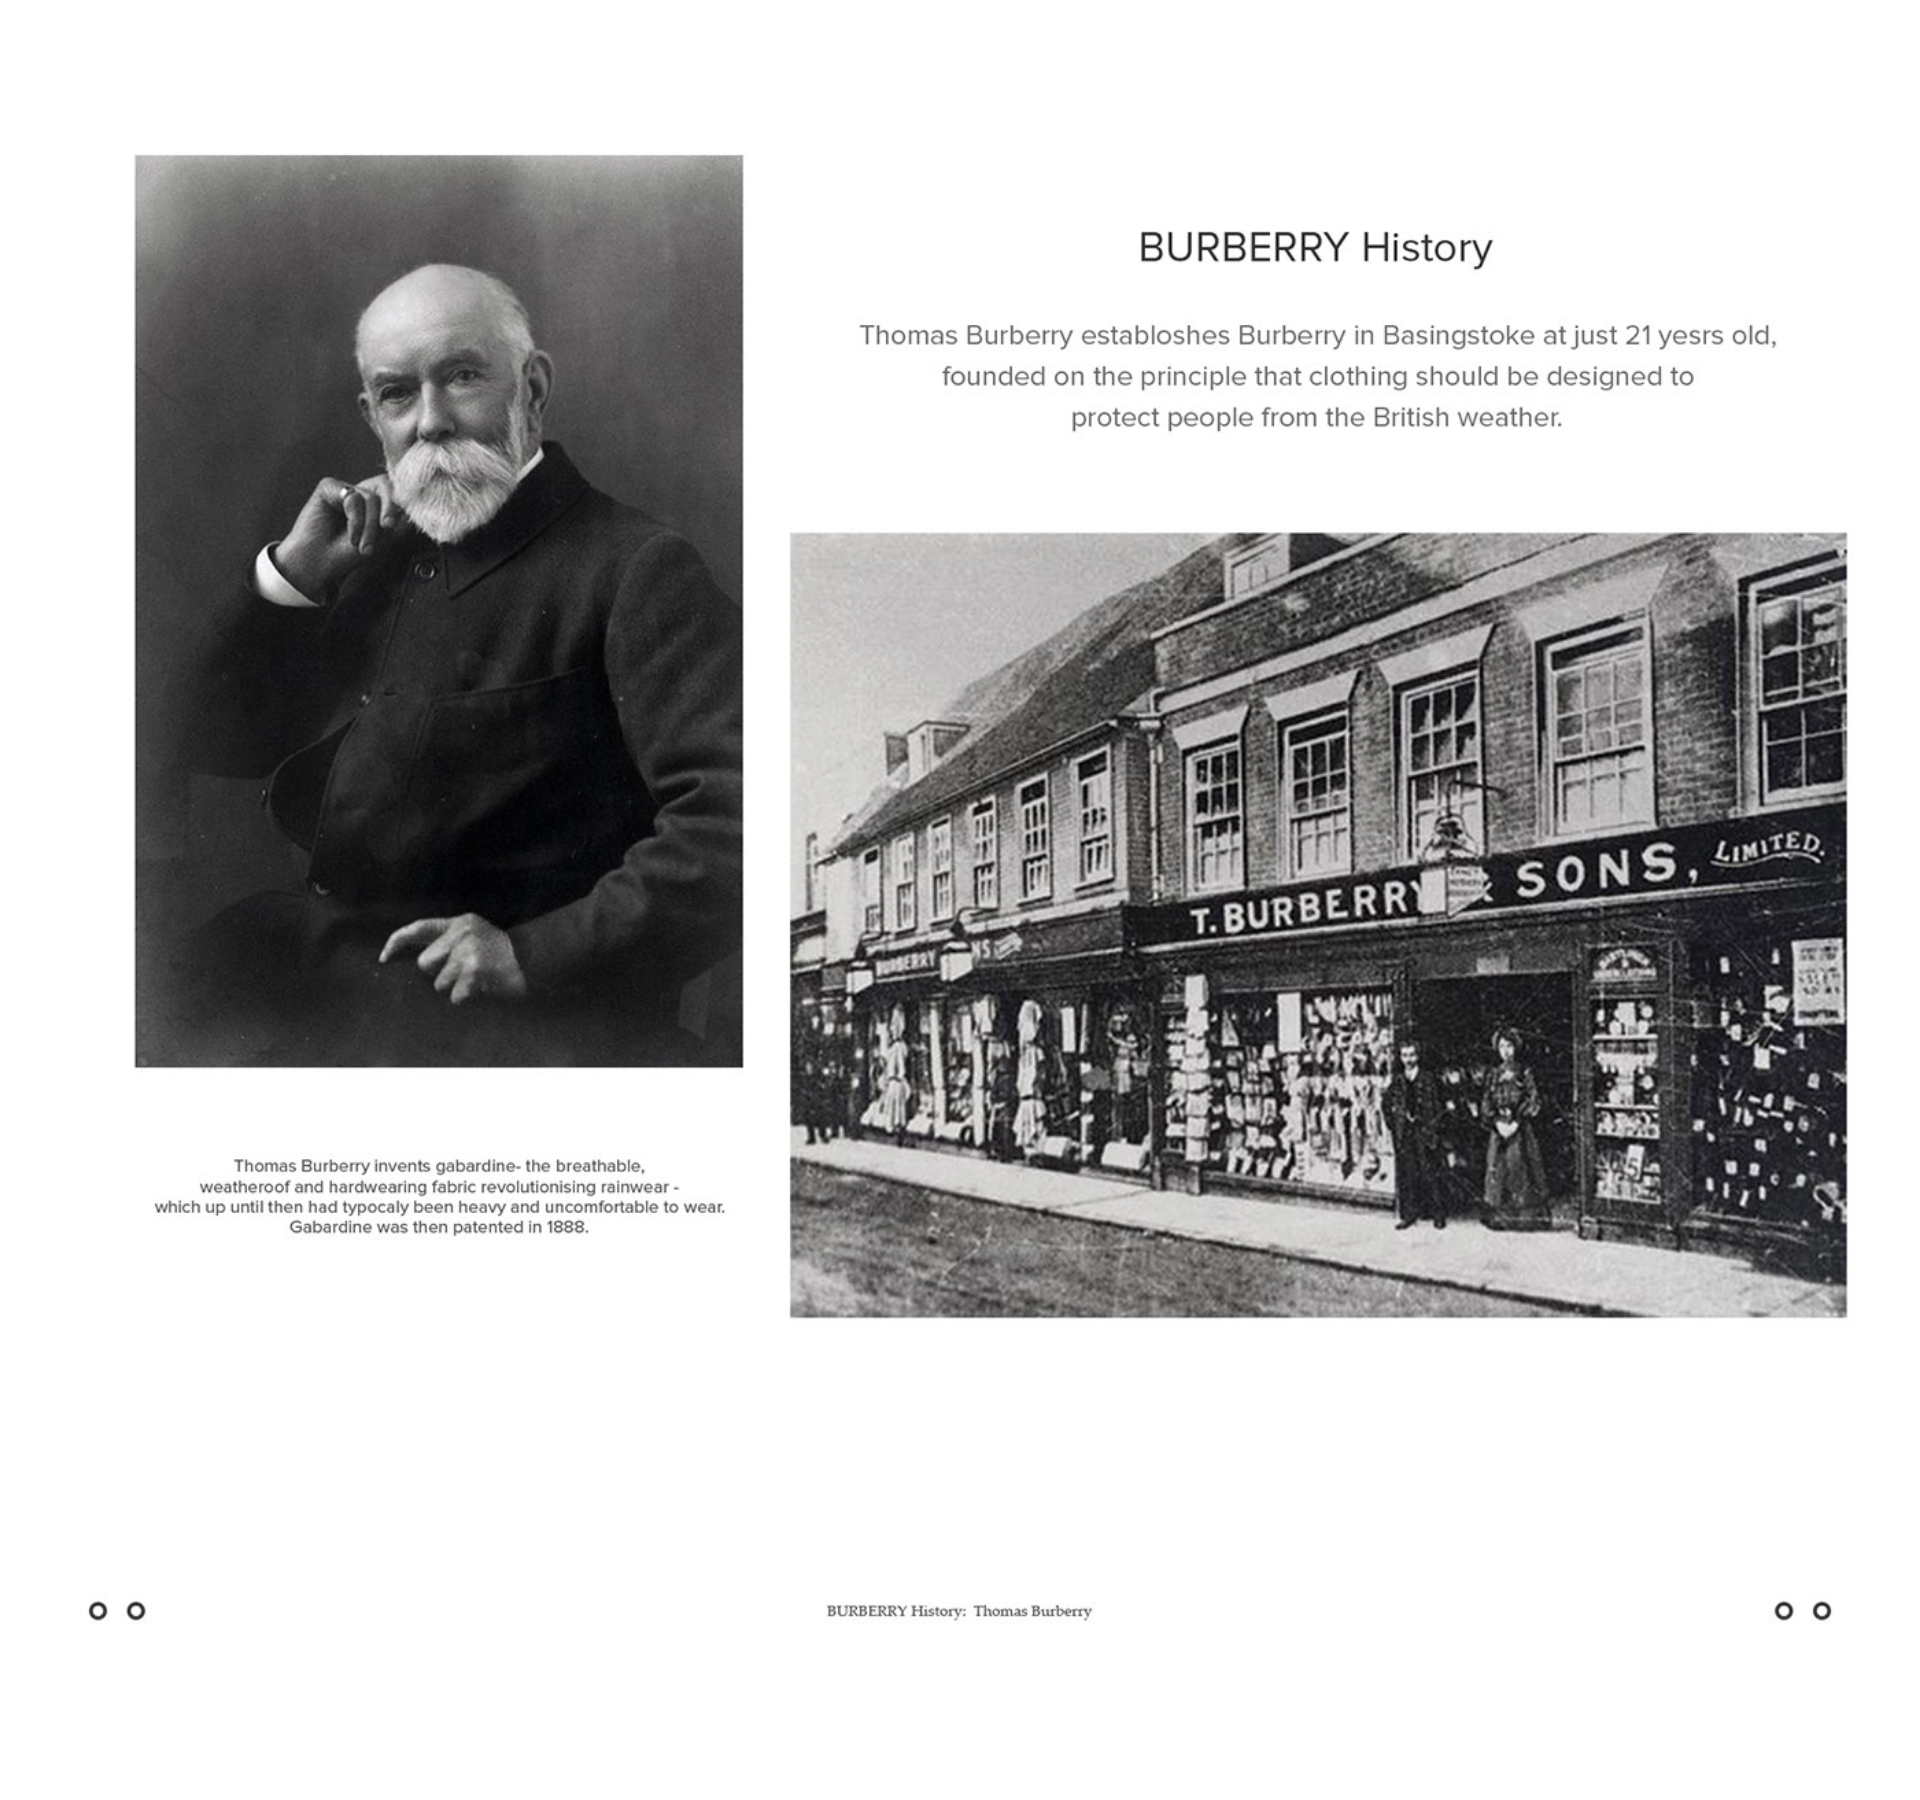 BURBERRY History
Thomas Burberry establoshes Burberry in Basingstoke at just 21 yesrs old,
founded on the principle that clothing should be designed to
protect people from the British weather.
T. BURBERRY & SONS, LIMITED.
BURBERRY
Thomas Burberry invents gabardine- the breathable,
weatheroof and hardwearing fabric revolutionising rainwear -
which up until then had typocaly been heavy and uncomfortable to wear.
Gabardine was then patented in 1888.
BURBERRY History: Thomas Burberry